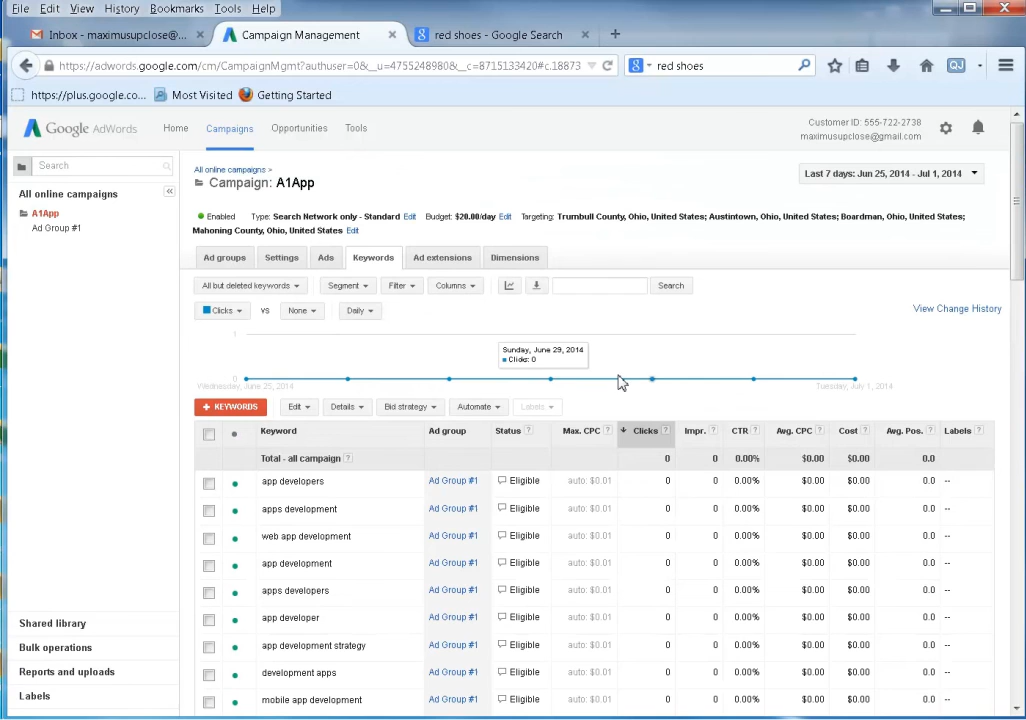 File Edit View History Bookmarks Tools Help
Inbox - maximusupclose@... Campaign Management red shoes - Google Search
https://adwords.google.com/cm/CampaignMgmt?authuser=0&__u=4755248980&__c=8715133420#c.18873 red shoes
https://plus.google.co... Most Visited Getting Started
Google AdWords Home Campaigns Opportunities Tools
Customer ID: 555-722-2738
maximusupclose@gmail.com
Search
All online campaigns
A1App
Ad Group #1
Shared library
Bulk operations
Reports and uploads
Labels
All online campaigns >
Campaign: A1App
Last 7 days: Jun 25, 2014 - Jul 1, 2014
Enabled Type: Search Network only - Standard Edit Budget: $20.00/day Edit Targeting: Trumbull County, Ohio, United States; Austintown, Ohio, United States; Boardman, Ohio, United States;
Mahoning County, Ohio, United States Edit
Ad groups Settings Ads Keywords Ad extensions Dimensions
All but deleted keywords Segment Filter Columns Search
Clicks VS None Daily
View Change History
1
Sunday, June 29, 2014
Clicks: 0
0
Wednesday, June 25, 2014 Tuesday, July 1, 2014
+ KEYWORDS Edit Details Bid strategy Automate Labels
Keyword Ad group Status ? Max. CPC ? Clicks ? Impr. ? CTR ? Avg. CPC ? Cost ? Avg. Pos. ? Labels ?
Total - all campaign ? 0 0 0.00% $0.00 $0.00 0.0
app developers Ad Group #1 Eligible auto: $0.01 0 0 0.00% $0.00 $0.00 0.0 --
apps development Ad Group #1 Eligible auto: $0.01 0 0 0.00% $0.00 $0.00 0.0 --
web app development Ad Group #1 Eligible auto: $0.01 0 0 0.00% $0.00 $0.00 0.0 --
app development Ad Group #1 Eligible auto: $0.01 0 0 0.00% $0.00 $0.00 0.0 --
apps developers Ad Group #1 Eligible auto: $0.01 0 0 0.00% $0.00 $0.00 0.0 --
app developer Ad Group #1 Eligible auto: $0.01 0 0 0.00% $0.00 $0.00 0.0 --
app development strategy Ad Group #1 Eligible auto: $0.01 0 0 0.00% $0.00 $0.00 0.0 --
development apps Ad Group #1 Eligible auto: $0.01 0 0 0.00% $0.00 $0.00 0.0 --
mobile app development Ad Group #1 Eligible auto: $0.01 0 0 0.00% $0.00 $0.00 0.0 --